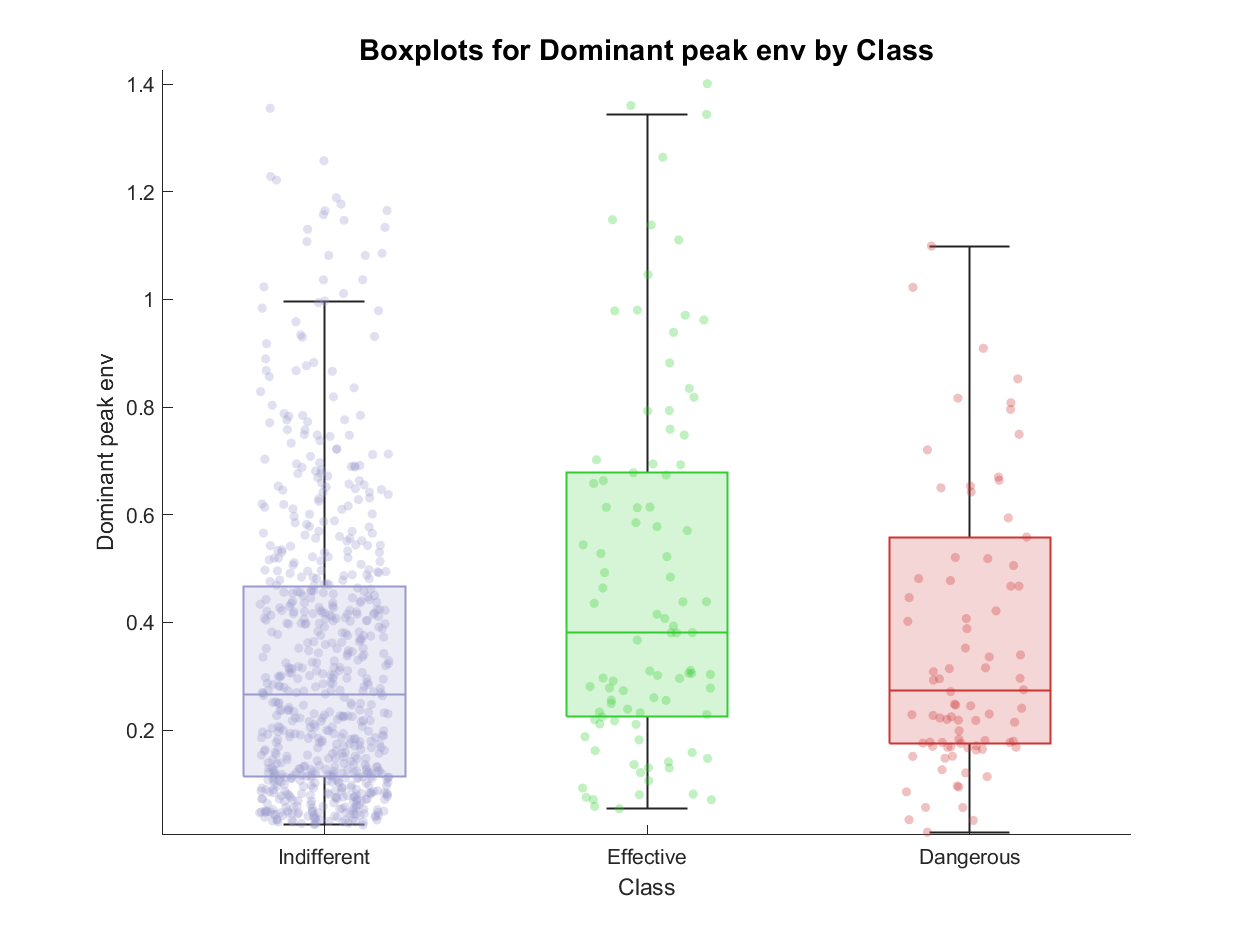 Boxplots for Dominant peak env by Class
1.4
1.2
1
0.8
0.6
0.4
0.2
Dominant peak env
Indifferent
Effective
Dangerous
Class